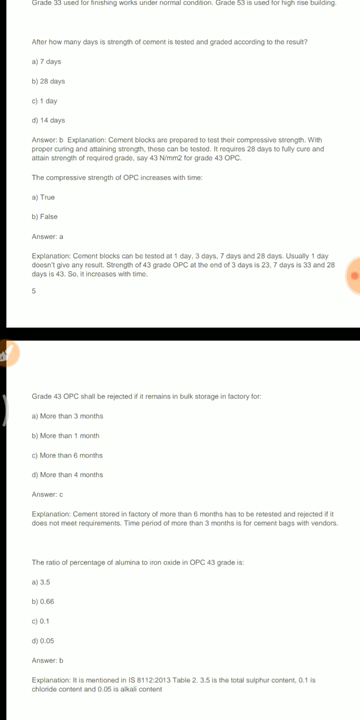 Grade 33 used for finishing works under normal condition. Grade 53 is used for high rise building.
After how many days is strength of cement is tested and graded according to the result?
a) 7 days
b) 28 days
c) 1 day
d) 14 days
Answer: b  Explanation: Cement blocks are prepared to test their compressive strength. With
proper curing and attaining strength, these can be tested. It requires 28 days to fully cure and
attain strength of required grade, say 43 N/mm2 for grade 43 OPC.
The compressive strength of OPC increases with time:
a) True
b) False
Answer: a
Explanation: Cement blocks can be tested at 1 day, 3 days, 7 days and 28 days. Usually 1 day
doesn't give any result. Strength of 43 grade OPC at the end of 3 days is 23, 7 days is 33 and 28
days is 43. So, it increases with time.
5
Grade 43 OPC shall be rejected if it remains in bulk storage in factory for:
a) More than 3 months
b) More than 1 month
c) More than 6 months
d) More than 4 months
Answer: c
Explanation: Cement stored in factory of more than 6 months has to be retested and rejected if it
does not meet requirements. Time period of more than 3 months is for cement bags with vendors.
The ratio of percentage of alumina to iron oxide in OPC 43 grade is:
a) 3.5
b) 0.66
c) 0.1
d) 0.05
Answer: b
Explanation: It is mentioned in IS 8112:2013 Table 2. 3.5 is the total sulphur content, 0.1 is
chloride content and 0.05 is alkali content